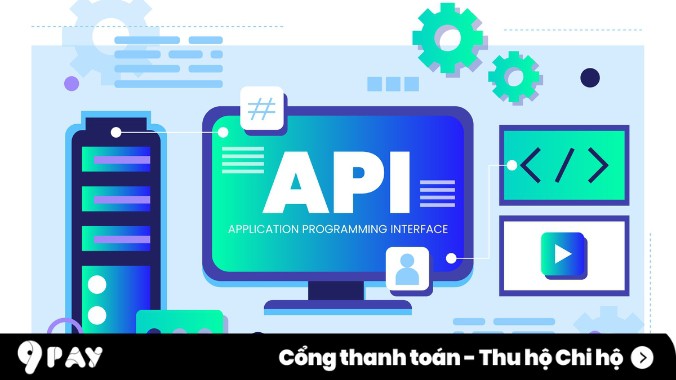 #
API
APPLICATION PROGRAMMING INTERFACE
</>
9PAY
Cổng thanh toán - Thu hộ Chi hộ